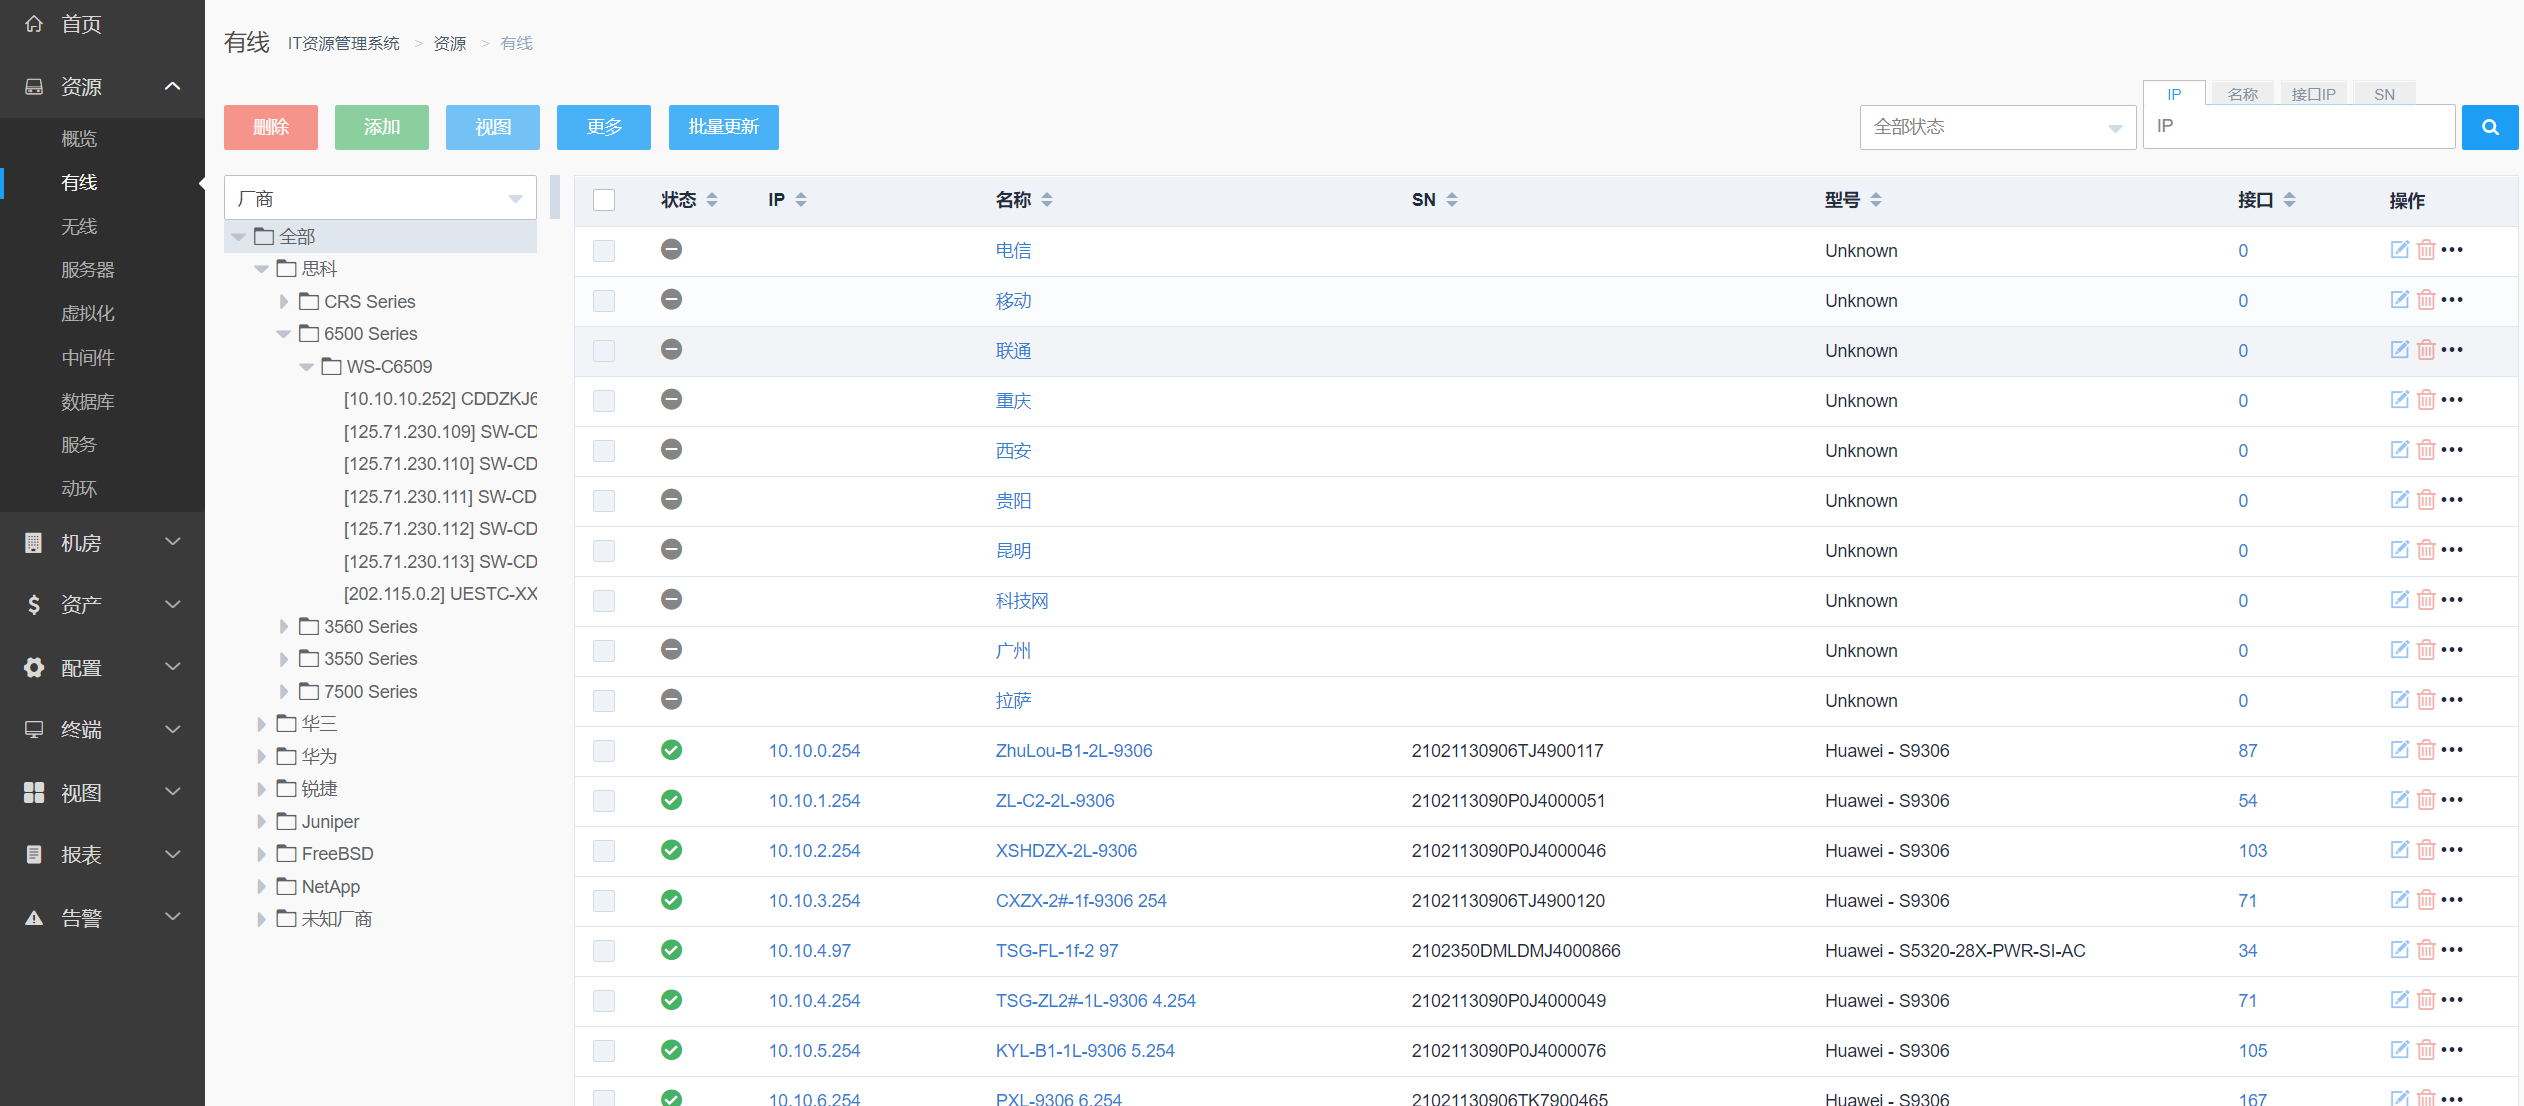 首页
资源
概览
有线
无线
服务器
虚拟化
中间件
数据库
服务
动环
机房
资产
配置
终端
视图
报表
告警
有线 IT资源管理系统 > 资源 > 有线
删除 添加 视图 更多 批量更新
全部状态
IP 名称 接口IP SN
IP
厂商
全部
思科
CRS Series
6500 Series
WS-C6509
[10.10.10.252] CDDZKJ6
[125.71.230.109] SW-CD
[125.71.230.110] SW-CD
[125.71.230.111] SW-CD
[125.71.230.112] SW-CD
[125.71.230.113] SW-CD
[202.115.0.2] UESTC-XX
3560 Series
3550 Series
7500 Series
华三
华为
锐捷
Juniper
FreeBSD
NetApp
未知厂商
状态 IP 名称 SN 型号 接口 操作
电信 Unknown 0
移动 Unknown 0
联通 Unknown 0
重庆 Unknown 0
西安 Unknown 0
贵阳 Unknown 0
昆明 Unknown 0
科技网 Unknown 0
广州 Unknown 0
拉萨 Unknown 0
10.10.0.254 ZhuLou-B1-2L-9306 21021130906TJ4900117 Huawei - S9306 87
10.10.1.254 ZL-C2-2L-9306 2102113090P0J4000051 Huawei - S9306 54
10.10.2.254 XSHDZX-2L-9306 2102113090P0J4000046 Huawei - S9306 103
10.10.3.254 CXZX-2#-1f-9306 254 21021130906TJ4900120 Huawei - S9306 71
10.10.4.97 TSG-FL-1f-2 97 2102350DMLDMJ4000866 Huawei - S5320-28X-PWR-SI-AC 34
10.10.4.254 TSG-ZL2#-1L-9306 4.254 2102113090P0J4000049 Huawei - S9306 71
10.10.5.254 KYL-B1-1L-9306 5.254 2102113090P0J4000076 Huawei - S9306 105
10.10.6.254 PXL-9306 6.254 21021130906TK7900465 Huawei - S9306 167